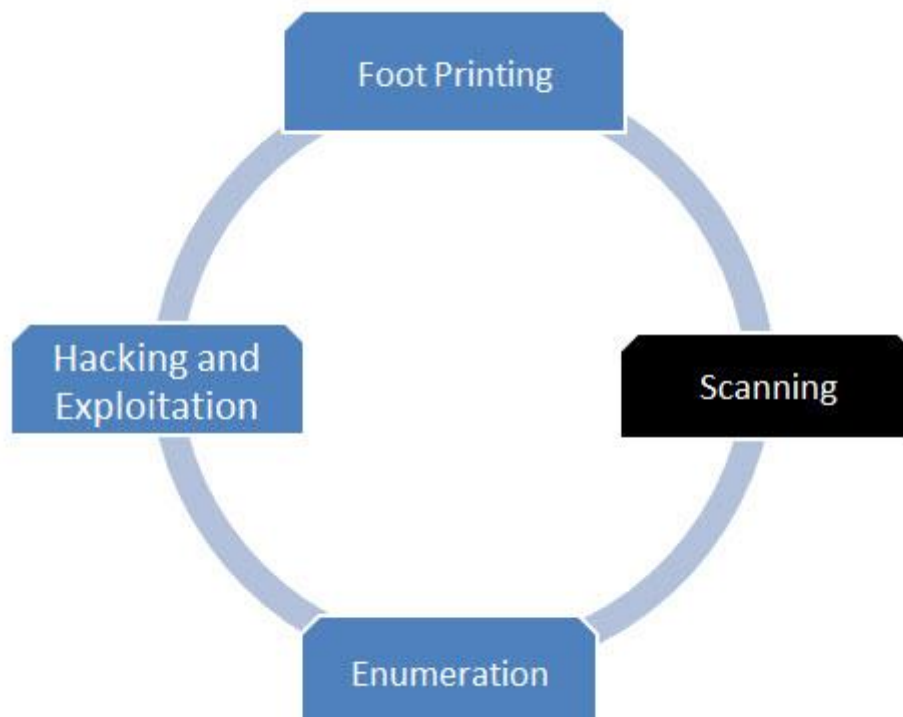 Foot Printing
Scanning
Enumeration
Hacking and
Exploitation